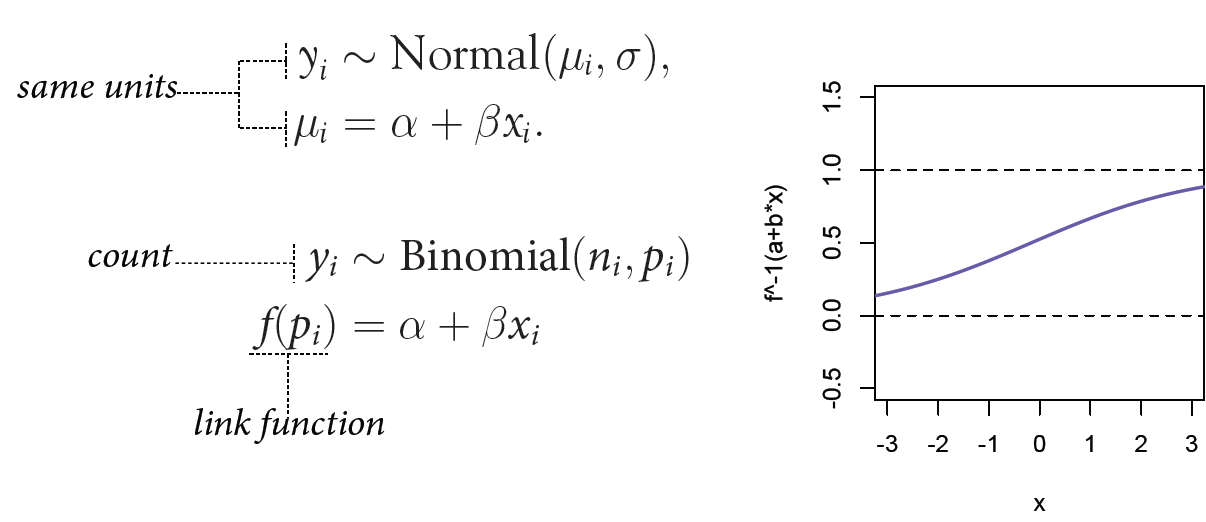 same units
yᵢ ∼ Normal(μᵢ, σ),
μᵢ = α + βxᵢ.
count
yᵢ ∼ Binomial(nᵢ, pᵢ)
f(pᵢ) = α + βxᵢ
link function
f^-1(a+b*x)
1.5
1.0
0.5
0.0
-0.5
-3 -2 -1 0 1 2 3
x